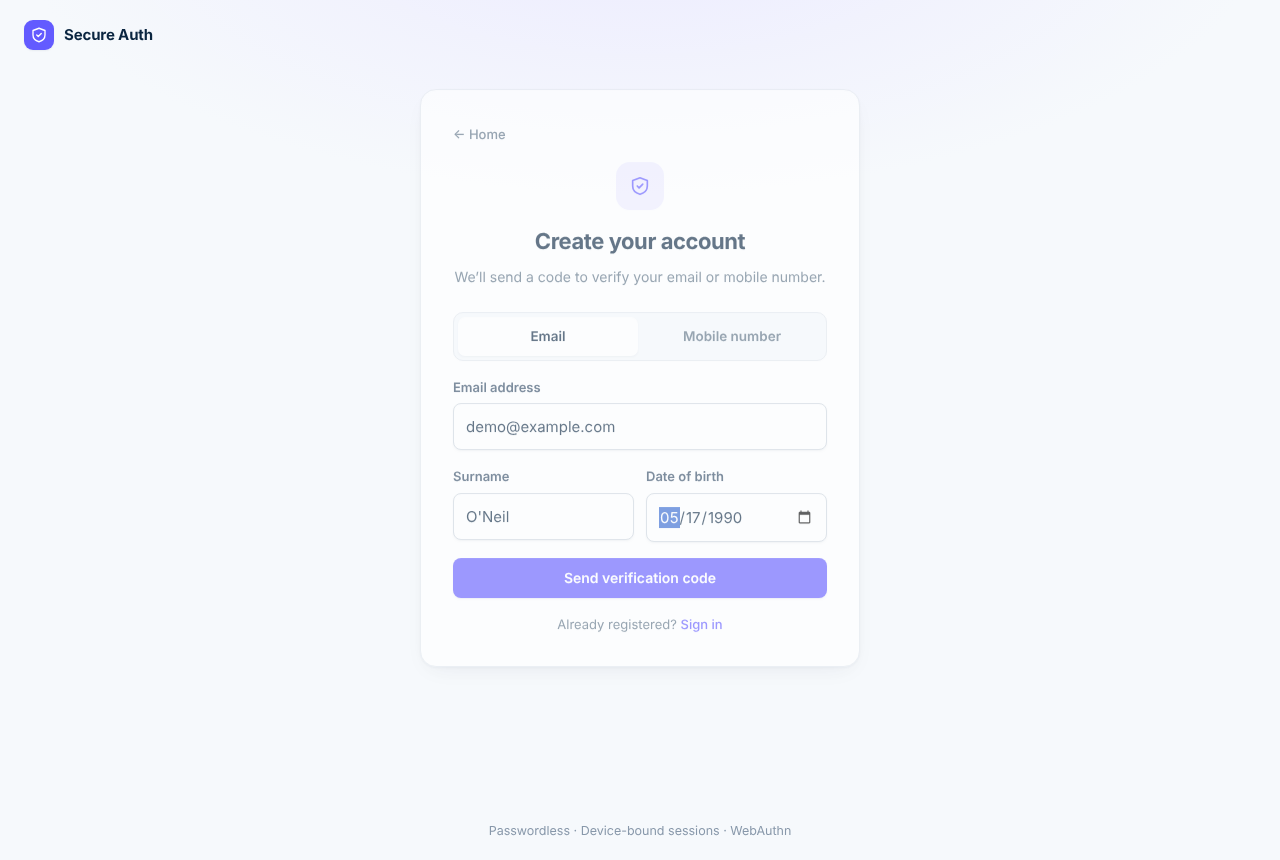 Secure Auth
← Home
Create your account
We’ll send a code to verify your email or mobile number.
Email
Mobile number
Email address
demo@example.com
Surname
Date of birth
O'Neil
05/17/1990
Send verification code
Already registered? Sign in
Passwordless · Device-bound sessions · WebAuthn